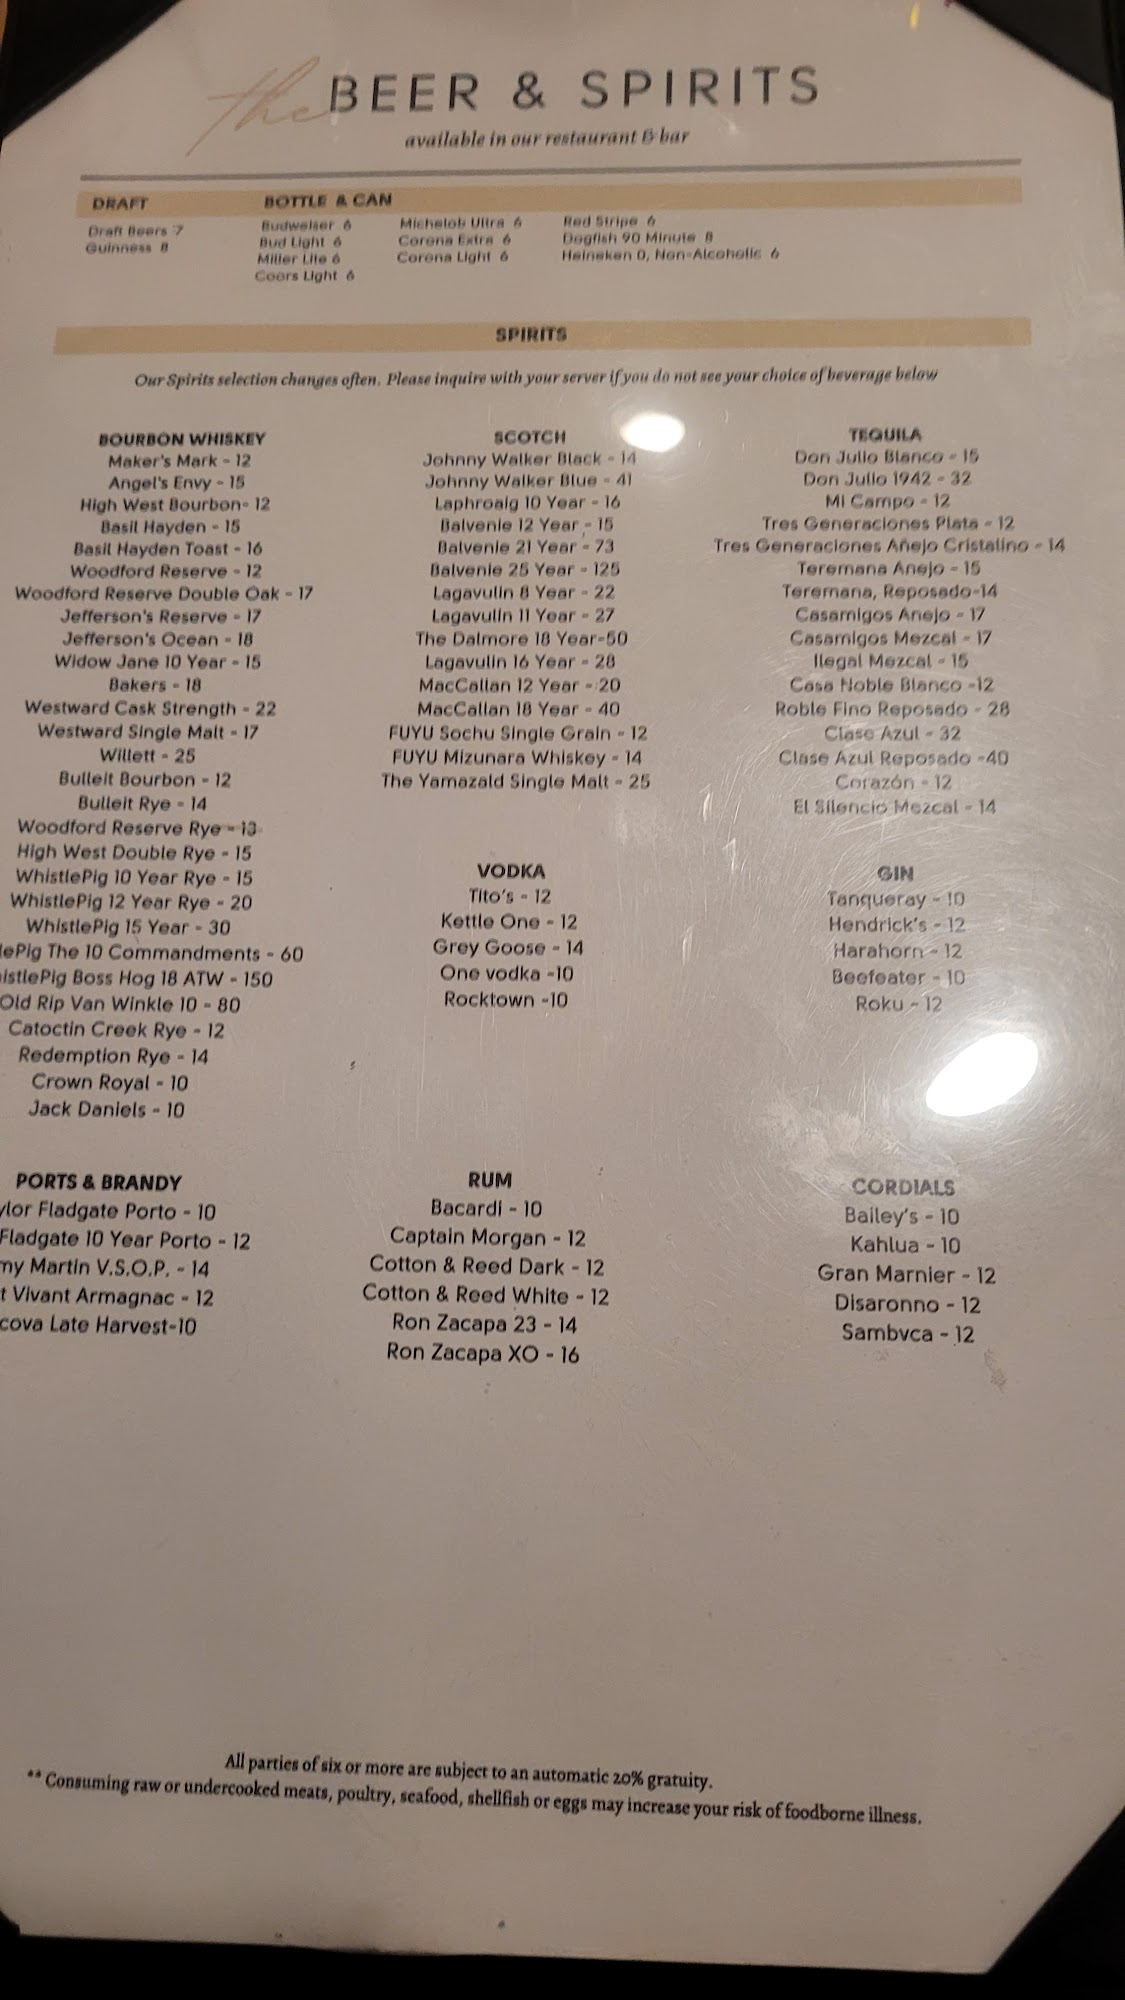 the BEER & SPIRITS
available in our restaurant & bar
DRAFT
Draft Beers 7
Guinness 8
BOTTLE & CAN
Budweiser 6
Bud Light 6
Miller Lite 6
Coors Light 6
Michelob Ultra 6
Corona Extra 6
Corona Light 6
Red Stripe 6
Dogfish 90 Minute 8
Heineken 0, Non-Alcoholic 6
SPIRITS
Our Spirits selection changes often. Please inquire with your server if you do not see your choice of beverage below
BOURBON WHISKEY
Maker's Mark - 12
Angel's Envy - 15
High West Bourbon- 12
Basil Hayden - 15
Basil Hayden Toast - 16
Woodford Reserve - 12
Woodford Reserve Double Oak - 17
Jefferson's Reserve - 17
Jefferson's Ocean - 18
Widow Jane 10 Year - 15
Bakers - 18
Westward Cask Strength - 22
Westward Single Malt - 17
Willett - 25
Bulleit Bourbon - 12
Bulleit Rye - 14
Woodford Reserve Rye - 13
High West Double Rye - 15
WhistlePig 10 Year Rye - 15
WhistlePig 12 Year Rye - 20
WhistlePig 15 Year - 30
lePig The 10 Commandments - 60
istlePig Boss Hog 18 ATW - 150
Old Rip Van Winkle 10 - 80
Catoctin Creek Rye - 12
Redemption Rye - 14
Crown Royal - 10
Jack Daniels - 10
SCOTCH
Johnny Walker Black - 14
Johnny Walker Blue - 41
Laphroaig 10 Year - 16
Balvenie 12 Year - 15
Balvenie 21 Year - 73
Balvenie 25 Year - 125
Lagavulin 8 Year - 22
Lagavulin 11 Year - 27
The Dalmore 18 Year-50
Lagavulin 16 Year - 28
MacCallan 12 Year - 20
MacCallan 18 Year - 40
FUYU Sochu Single Grain - 12
FUYU Mizunara Whiskey - 14
The Yamazald Single Malt - 25
TEQUILA
Don Julio Blanco - 15
Don Julio 1942 - 32
Mi Campo - 12
Tres Generaciones Plata - 12
Tres Generaciones Añejo Cristalino - 14
Teremana Anejo - 15
Teremana, Reposado-14
Casamigos Anejo - 17
Casamigos Mezcal - 17
Ilegal Mezcal - 15
Casa Noble Blanco -12
Roble Fino Reposado - 28
Clase Azul - 32
Clase Azul Reposado -40
Corazón - 12
El Silencio Mezcal - 14
VODKA
Tito's - 12
Kettle One - 12
Grey Goose - 14
One vodka -10
Rocktown -10
GIN
Tanqueray - 10
Hendrick's - 12
Harahorn - 12
Beefeater - 10
Roku - 12
PORTS & BRANDY
ylor Fladgate Porto - 10
Fladgate 10 Year Porto - 12
my Martin V.S.O.P. - 14
t Vivant Armagnac - 12
cova Late Harvest-10
RUM
Bacardi - 10
Captain Morgan - 12
Cotton & Reed Dark - 12
Cotton & Reed White - 12
Ron Zacapa 23 - 14
Ron Zacapa XO - 16
CORDIALS
Bailey's - 10
Kahlua - 10
Gran Marnier - 12
Disaronno - 12
Sambvca - 12
All parties of six or more are subject to an automatic 20% gratuity.
** Consuming raw or undercooked meats, poultry, seafood, shellfish or eggs may increase your risk of foodborne illness.